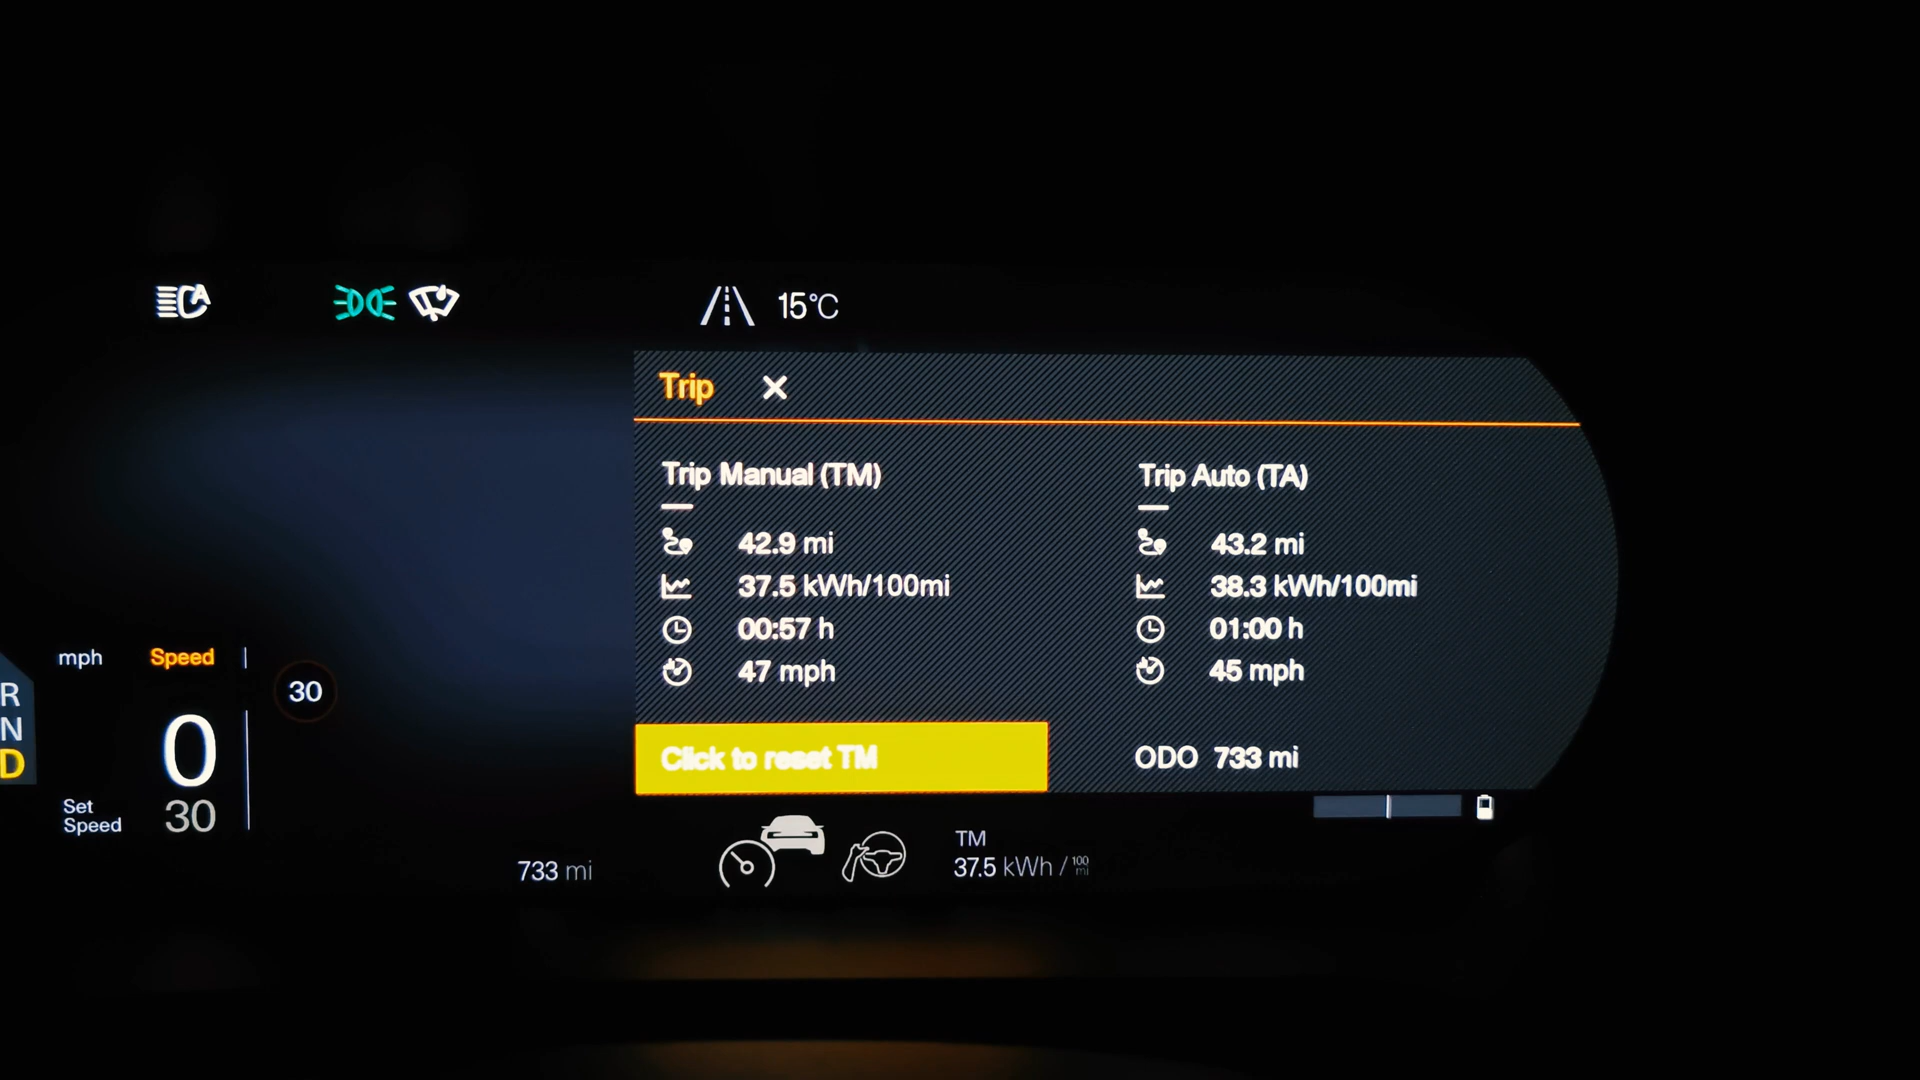 15°C
Trip
Trip Manual (TM)
42.9 mi
37.5 kWh/100mi
00:57 h
47 mph
Click to reset TM
Trip Auto (TA)
43.2 mi
38.3 kWh/100mi
01:00 h
45 mph
ODO 733 mi
mph Speed
30
R
N
D
0
Set Speed 30
733 mi
TM
37.5 kWh / 100 mi